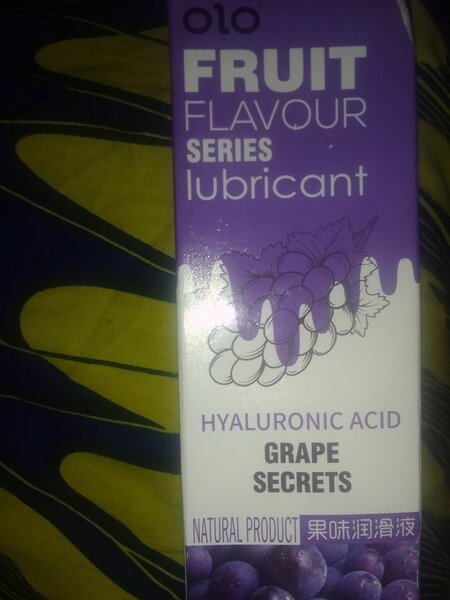 OLO
FRUIT
FLAVOUR
SERIES
lubricant
HYALURONIC ACID
GRAPE
SECRETS
NATURAL PRODUCT 果味润滑液